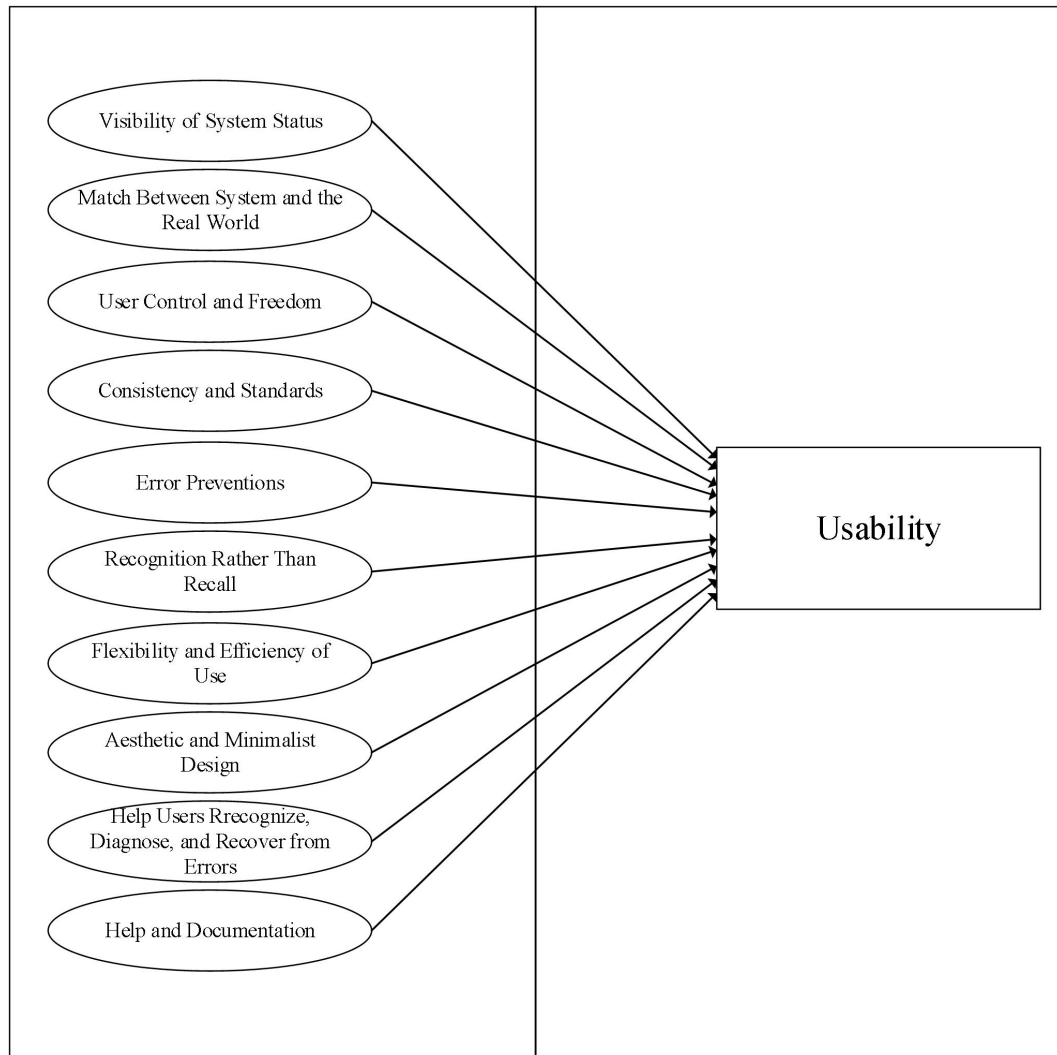 Visibility of System Status
Match Between System and the
Real World
User Control and Freedom
Consistency and Standards
Error Preventions
Recognition Rather Than
Recall
Flexibility and Efficiency of
Use
Aesthetic and Minimalist
Design
Help Users Rrecognize,
Diagnose, and Recover from
Errors
Help and Documentation
Usability